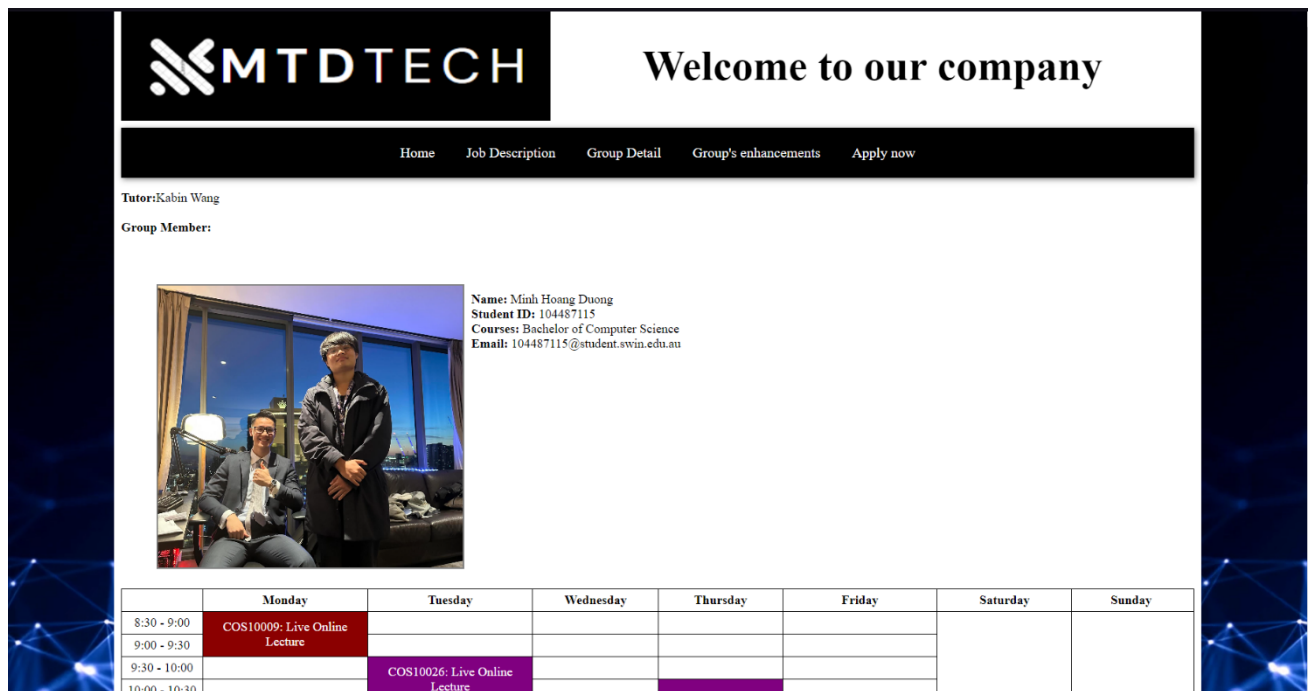 MTDTECH
Welcome to our company
Home Job Description Group Detail Group's enhancements Apply now
Tutor:Kabin Wang
Group Member:
Name: Minh Hoang Duong
Student ID: 104487115
Courses: Bachelor of Computer Science
Email: 104487115@student.swin.edu.au
Monday Tuesday Wednesday Thursday Friday Saturday Sunday
8:30 - 9:00
COS10009: Live Online
Lecture
9:00 - 9:30
9:30 - 10:00
COS10026: Live Online
Lecture
10:00 - 10:30